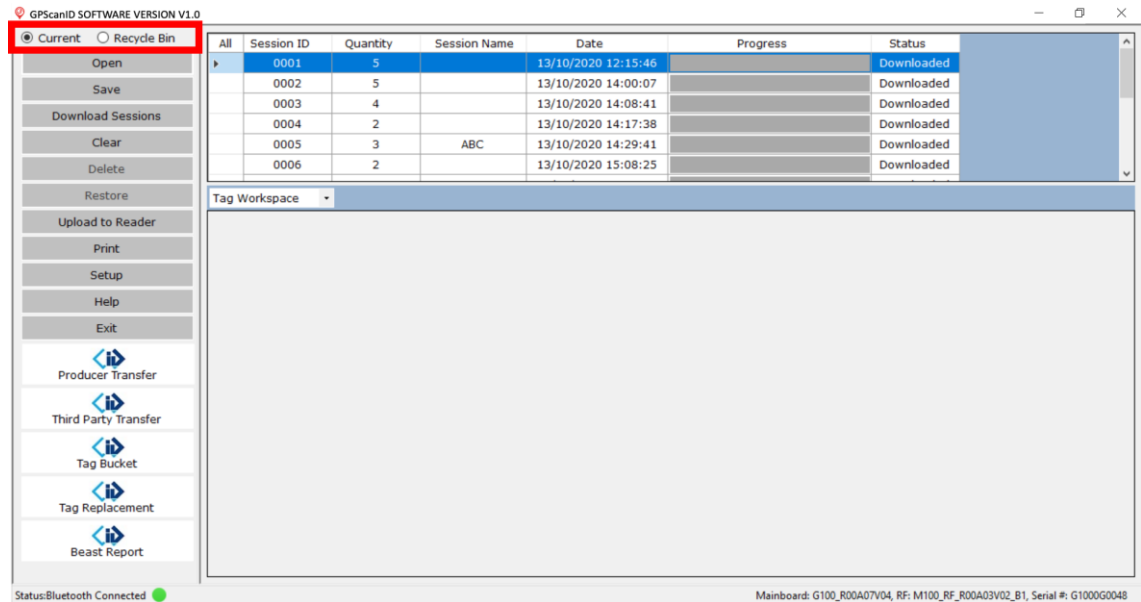 GPScanID SOFTWARE VERSION V1.0
Current Recycle Bin
Open
Save
Download Sessions
Clear
Delete
Restore
Upload to Reader
Print
Setup
Help
Exit
Producer Transfer
Third Party Transfer
Tag Bucket
Tag Replacement
Beast Report
All Session ID Quantity Session Name Date Progress Status
0001 5 13/10/2020 12:15:46 Downloaded
0002 5 13/10/2020 14:00:07 Downloaded
0003 4 13/10/2020 14:08:41 Downloaded
0004 2 13/10/2020 14:17:38 Downloaded
0005 3 ABC 13/10/2020 14:29:41 Downloaded
0006 2 13/10/2020 15:08:25 Downloaded
Tag Workspace
Status:Bluetooth Connected
Mainboard: G100_R00A07V04, RF: M100_RF_R00A03V02_B1, Serial #: G1000G0048